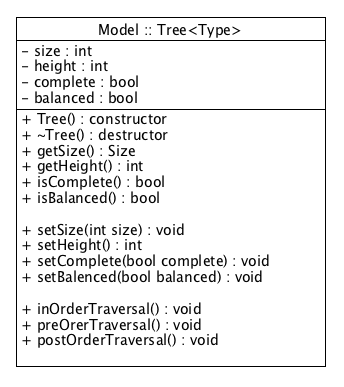 Model :: Tree<Type>
- size : int
- height : int
- complete : bool
- balanced : bool
+ Tree() : constructor
+ ~Tree() : destructor
+ getSize() : Size
+ getHeight() : int
+ isComplete() : bool
+ isBalanced() : bool
+ setSize(int size) : void
+ setHeight() : int
+ setComplete(bool complete) : void
+ setBalenced(bool balanced) : void
+ inOrderTraversal() : void
+ preOrerTraversal() : void
+ postOrderTraversal() : void